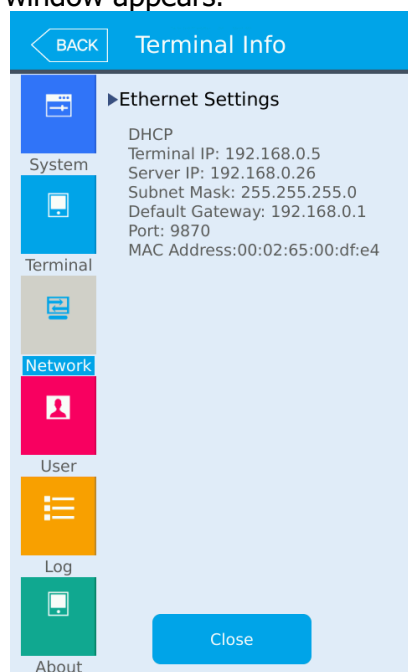 window appears.
BACK
Terminal Info
System
Terminal
Network
User
Log
About
▶Ethernet Settings
DHCP
Terminal IP: 192.168.0.5
Server IP: 192.168.0.26
Subnet Mask: 255.255.255.0
Default Gateway: 192.168.0.1
Port: 9870
MAC Address:00:02:65:00:df:e4
Close